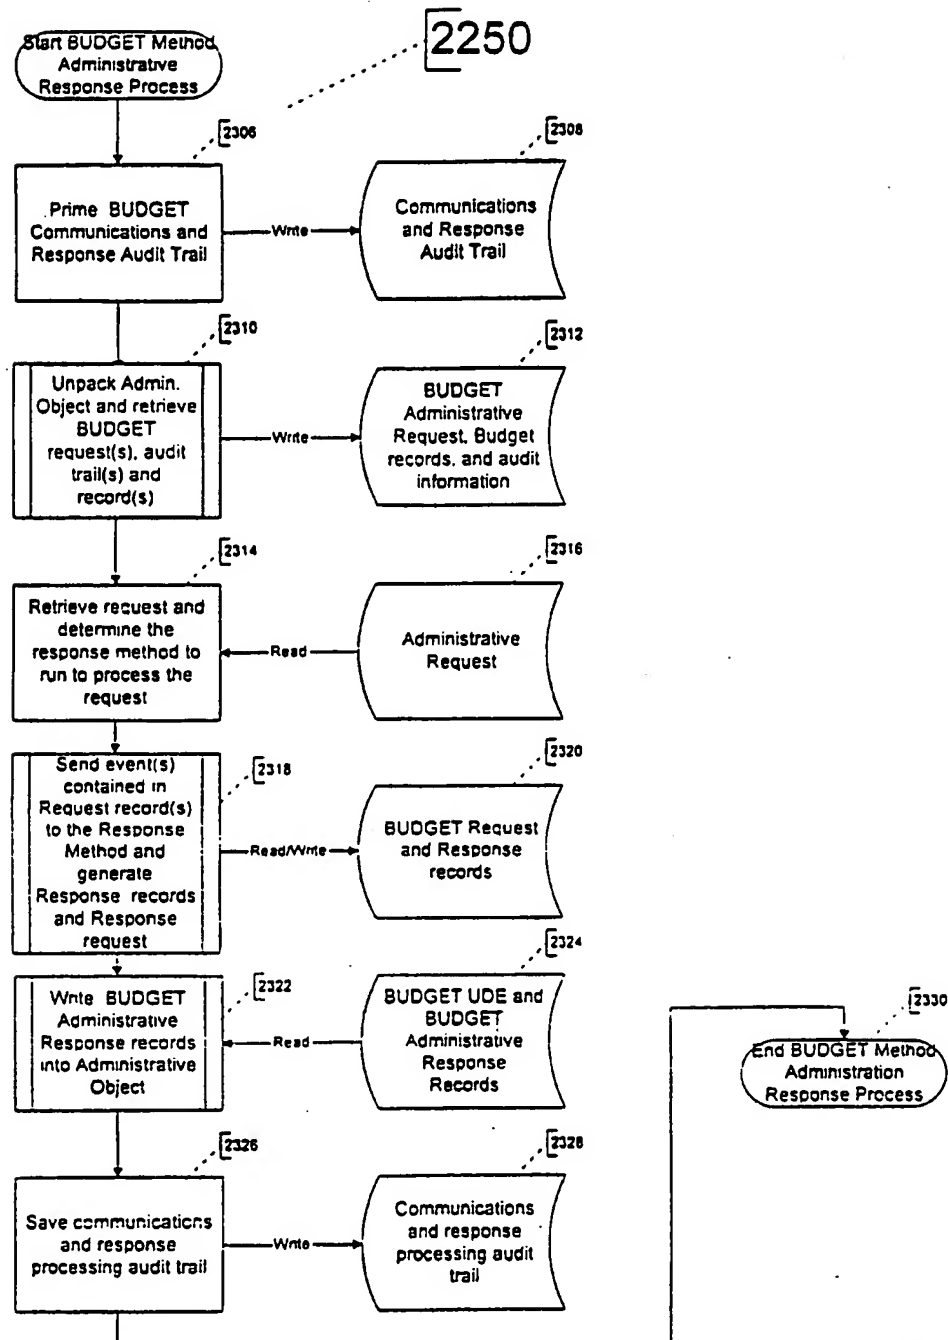 Start BUDGET Method
Administrative
Response Process
2250
2306
Prime BUDGET
Communications and
Response Audit Trail
Write
2308
Communications
and Response
Audit Trail
2310
Unpack Admin.
Object and retrieve
BUDGET
request(s), audit
trail(s) and
record(s)
Write
2312
BUDGET
Administrative
Request, Budget
records, and audit
information
2314
Retrieve request and
determine the
response method to
run to process the
request
Read
2316
Administrative
Request
2318
Send event(s)
contained in
Request record(s)
to the Response
Method and
generate
Response records
and Response
request
Read/Write
2320
BUDGET Request
and Response
records
2322
Write BUDGET
Administrative
Response records
into Administrative
Object
Read
2324
BUDGET UDE and
BUDGET
Administrative
Response
Records
2326
Save communications
and response
processing audit trail
Write
2328
Communications
and response
processing audit
trail
2330
End BUDGET Method
Administration
Response Process